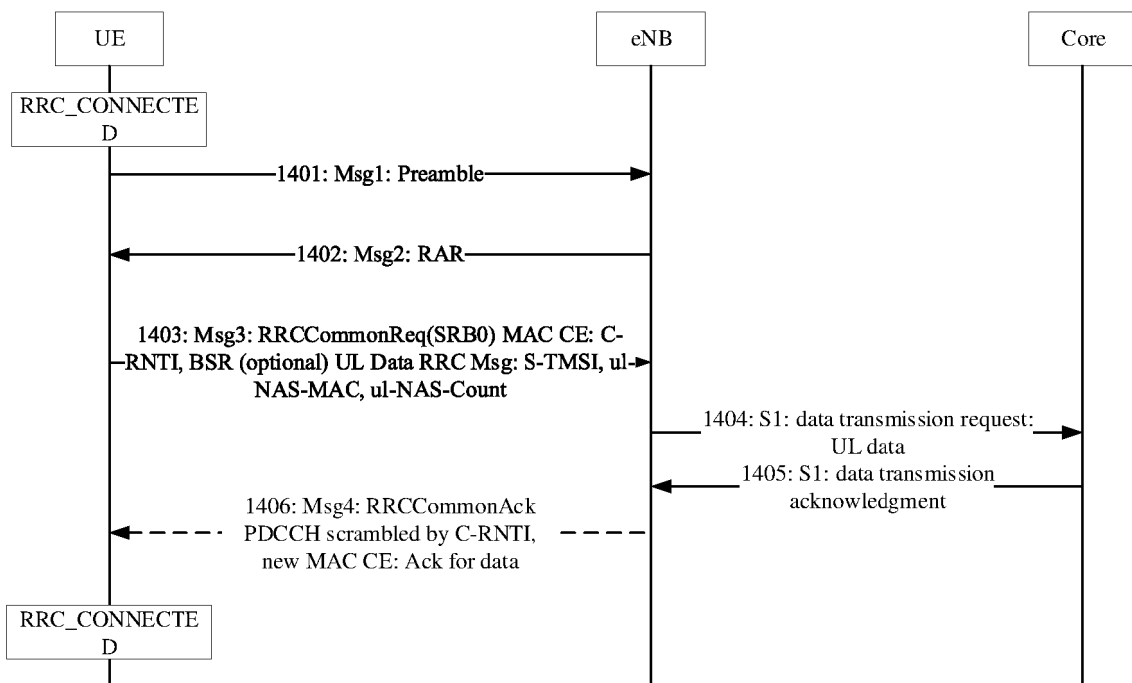 UE
eNB
Core
RRC_CONNECTE
D
1401: Msg1: Preamble
1402: Msg2: RAR
1403: Msg3: RRCCommonReq(SRB0) MAC CE: C-
RNTI, BSR (optional) UL Data RRC Msg: S-TMSI, ul-
NAS-MAC, ul-NAS-Count
1404: S1: data transmission request:
UL data
1405: S1: data transmission
acknowledgment
1406: Msg4: RRCCommonAck
PDCCH scrambled by C-RNTI,
new MAC CE: Ack for data
RRC_CONNECTE
D